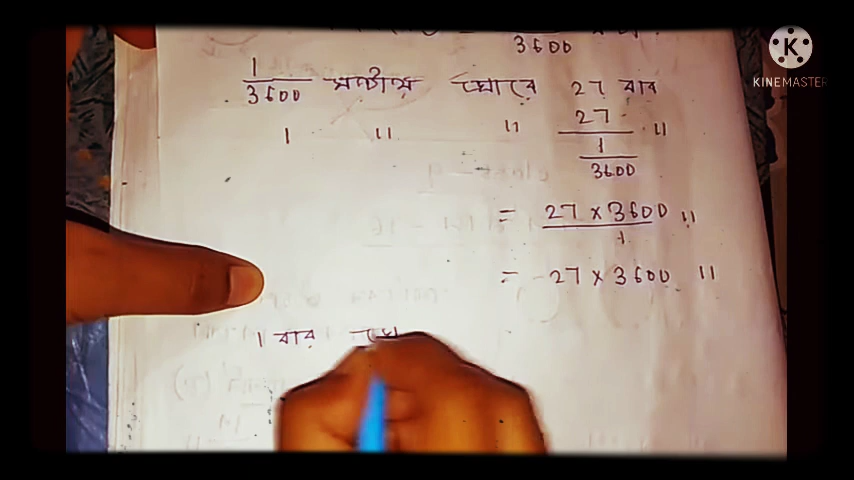 3600
K
KINEMASTER
1/3600 ঘন্টায় ঘোরে 27 বার
1 " " 27/(1/3600) "
= 27 × 3600/1 "
= 27 × 3600 "
1 বার ঘো